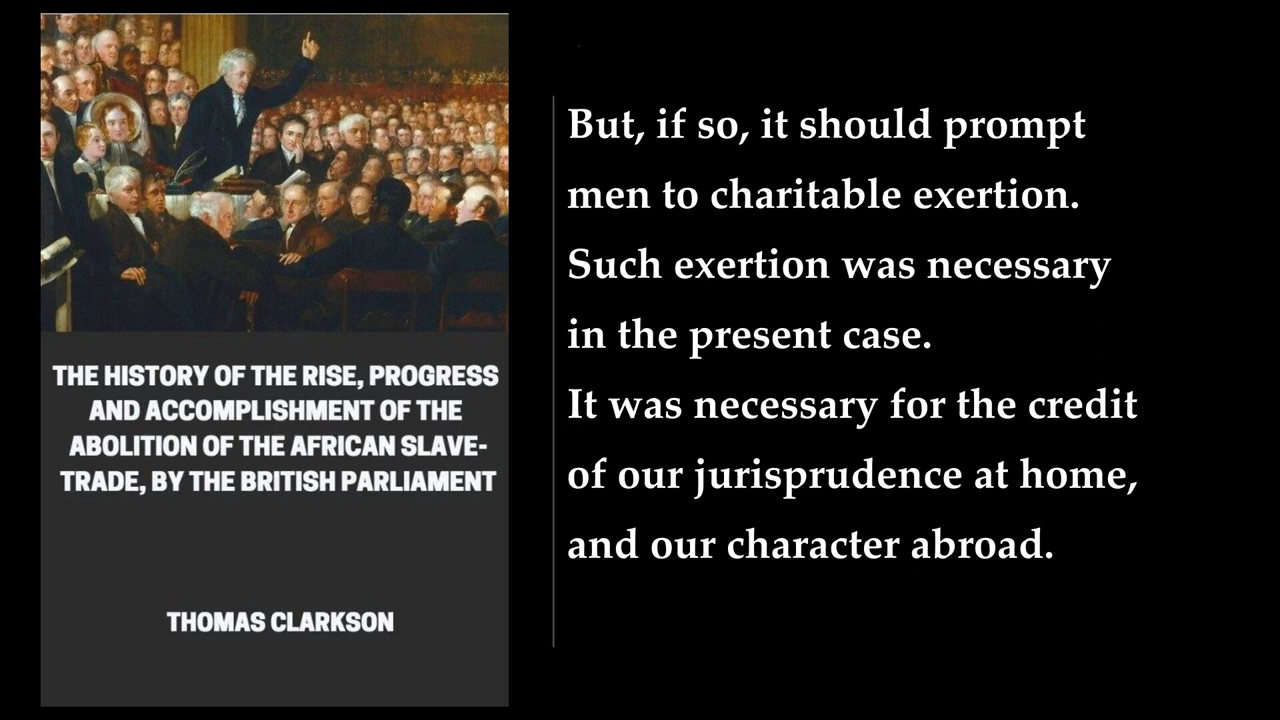 THE HISTORY OF THE RISE, PROGRESS
AND ACCOMPLISHMENT OF THE
ABOLITION OF THE AFRICAN SLAVE-
TRADE, BY THE BRITISH PARLIAMENT
THOMAS CLARKSON
But, if so, it should prompt
men to charitable exertion.
Such exertion was necessary
in the present case.
It was necessary for the credit
of our jurisprudence at home,
and our character abroad.